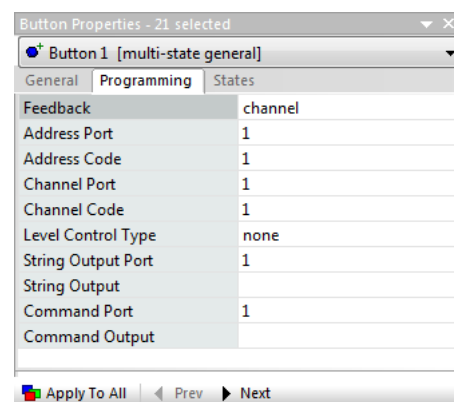 Button Properties - 21 selected
Button 1 [multi-state general]
General Programming States
Feedback channel
Address Port 1
Address Code 1
Channel Port 1
Channel Code 1
Level Control Type none
String Output Port 1
String Output
Command Port 1
Command Output
Apply To All Prev Next